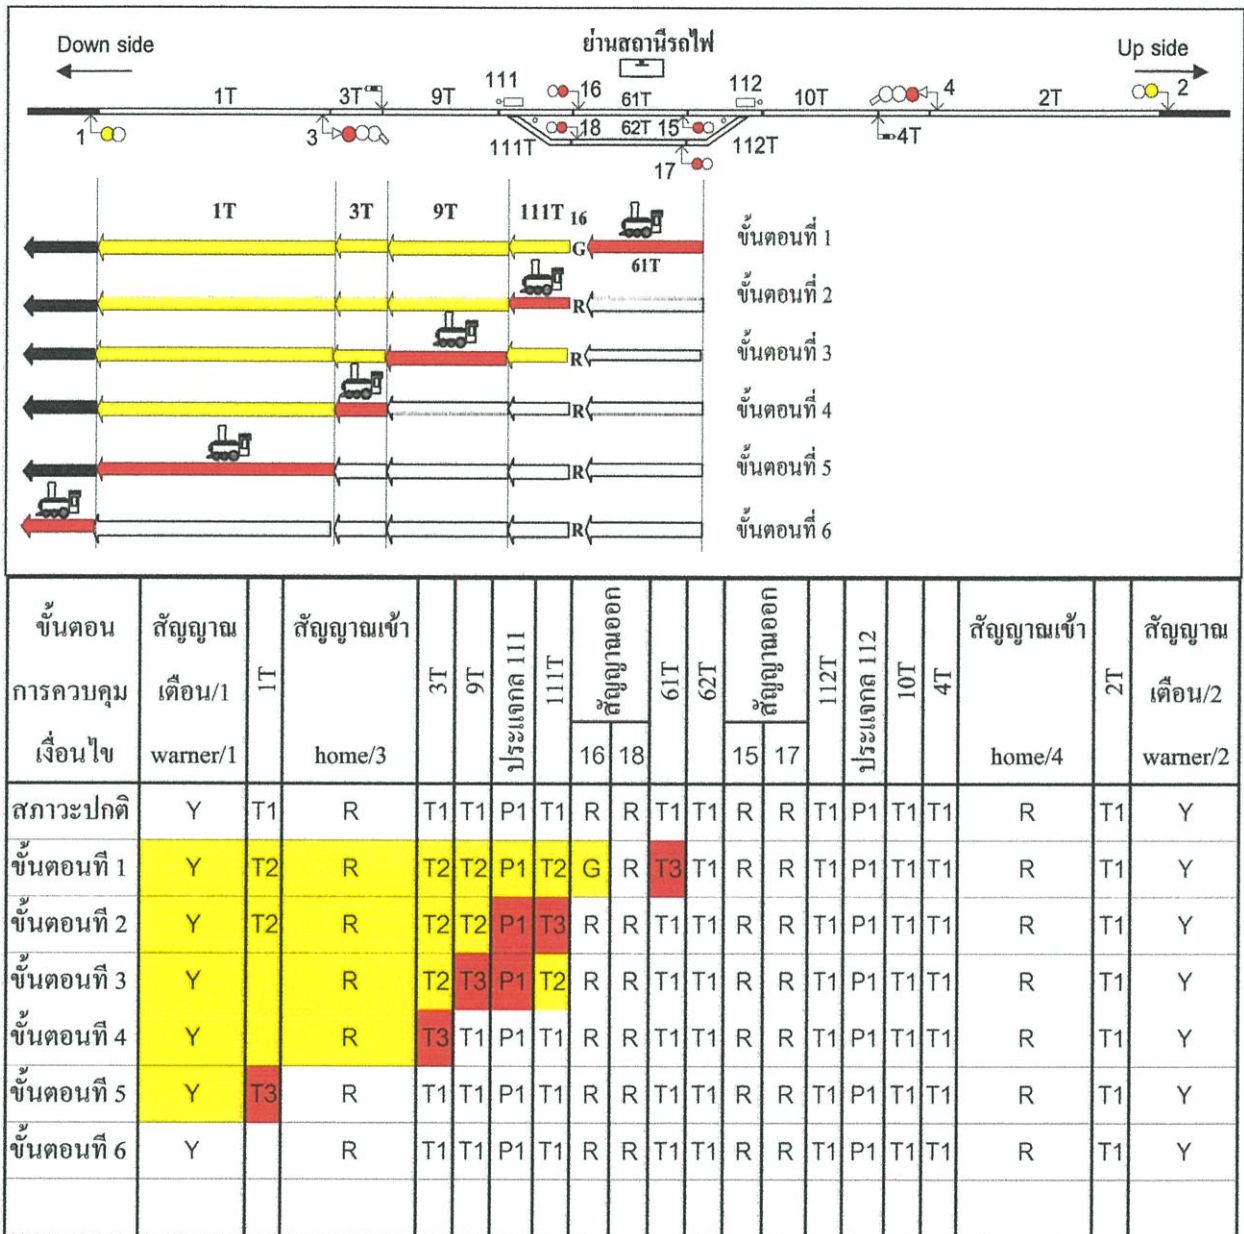 Down side
ย่านสถานีรถไฟ
Up side
1T 3T 9T 111 16 61T 112 10T 4 2T 2
1 3 111T 18 62T 15 17 112T 4T
1T 3T 9T 111T 16
G 61T ขั้นตอนที่ 1
R ขั้นตอนที่ 2
R ขั้นตอนที่ 3
R ขั้นตอนที่ 4
R ขั้นตอนที่ 5
R ขั้นตอนที่ 6
ขั้นตอน การควบคุม เงื่อนไข
สัญญาณ เตือน/1 warner/1
1T
สัญญาณเข้า home/3
3T
9T
ประแจกล 111
111T
สัญญาณออก
16 18
61T
62T
สัญญาณออก
15 17
112T
ประแจกล 112
10T
4T
สัญญาณเข้า home/4
2T
สัญญาณ เตือน/2 warner/2
สภาวะปกติ Y T1 R T1 T1 P1 T1 R R T1 T1 R R T1 P1 T1 T1 R T1 Y
ขั้นตอนที่ 1 Y T2 R T2 T2 P1 T2 G R T3 T1 R R T1 P1 T1 T1 R T1 Y
ขั้นตอนที่ 2 Y T2 R T2 T2 P1 T3 R R T1 T1 R R T1 P1 T1 T1 R T1 Y
ขั้นตอนที่ 3 Y R T2 T3 P1 T2 R R T1 T1 R R T1 P1 T1 T1 R T1 Y
ขั้นตอนที่ 4 Y R T3 T1 P1 T1 R R T1 T1 R R T1 P1 T1 T1 R T1 Y
ขั้นตอนที่ 5 Y T3 R T1 T1 P1 T1 R R T1 T1 R R T1 P1 T1 T1 R T1 Y
ขั้นตอนที่ 6 Y R T1 T1 P1 T1 R R T1 T1 R R T1 P1 T1 T1 R T1 Y